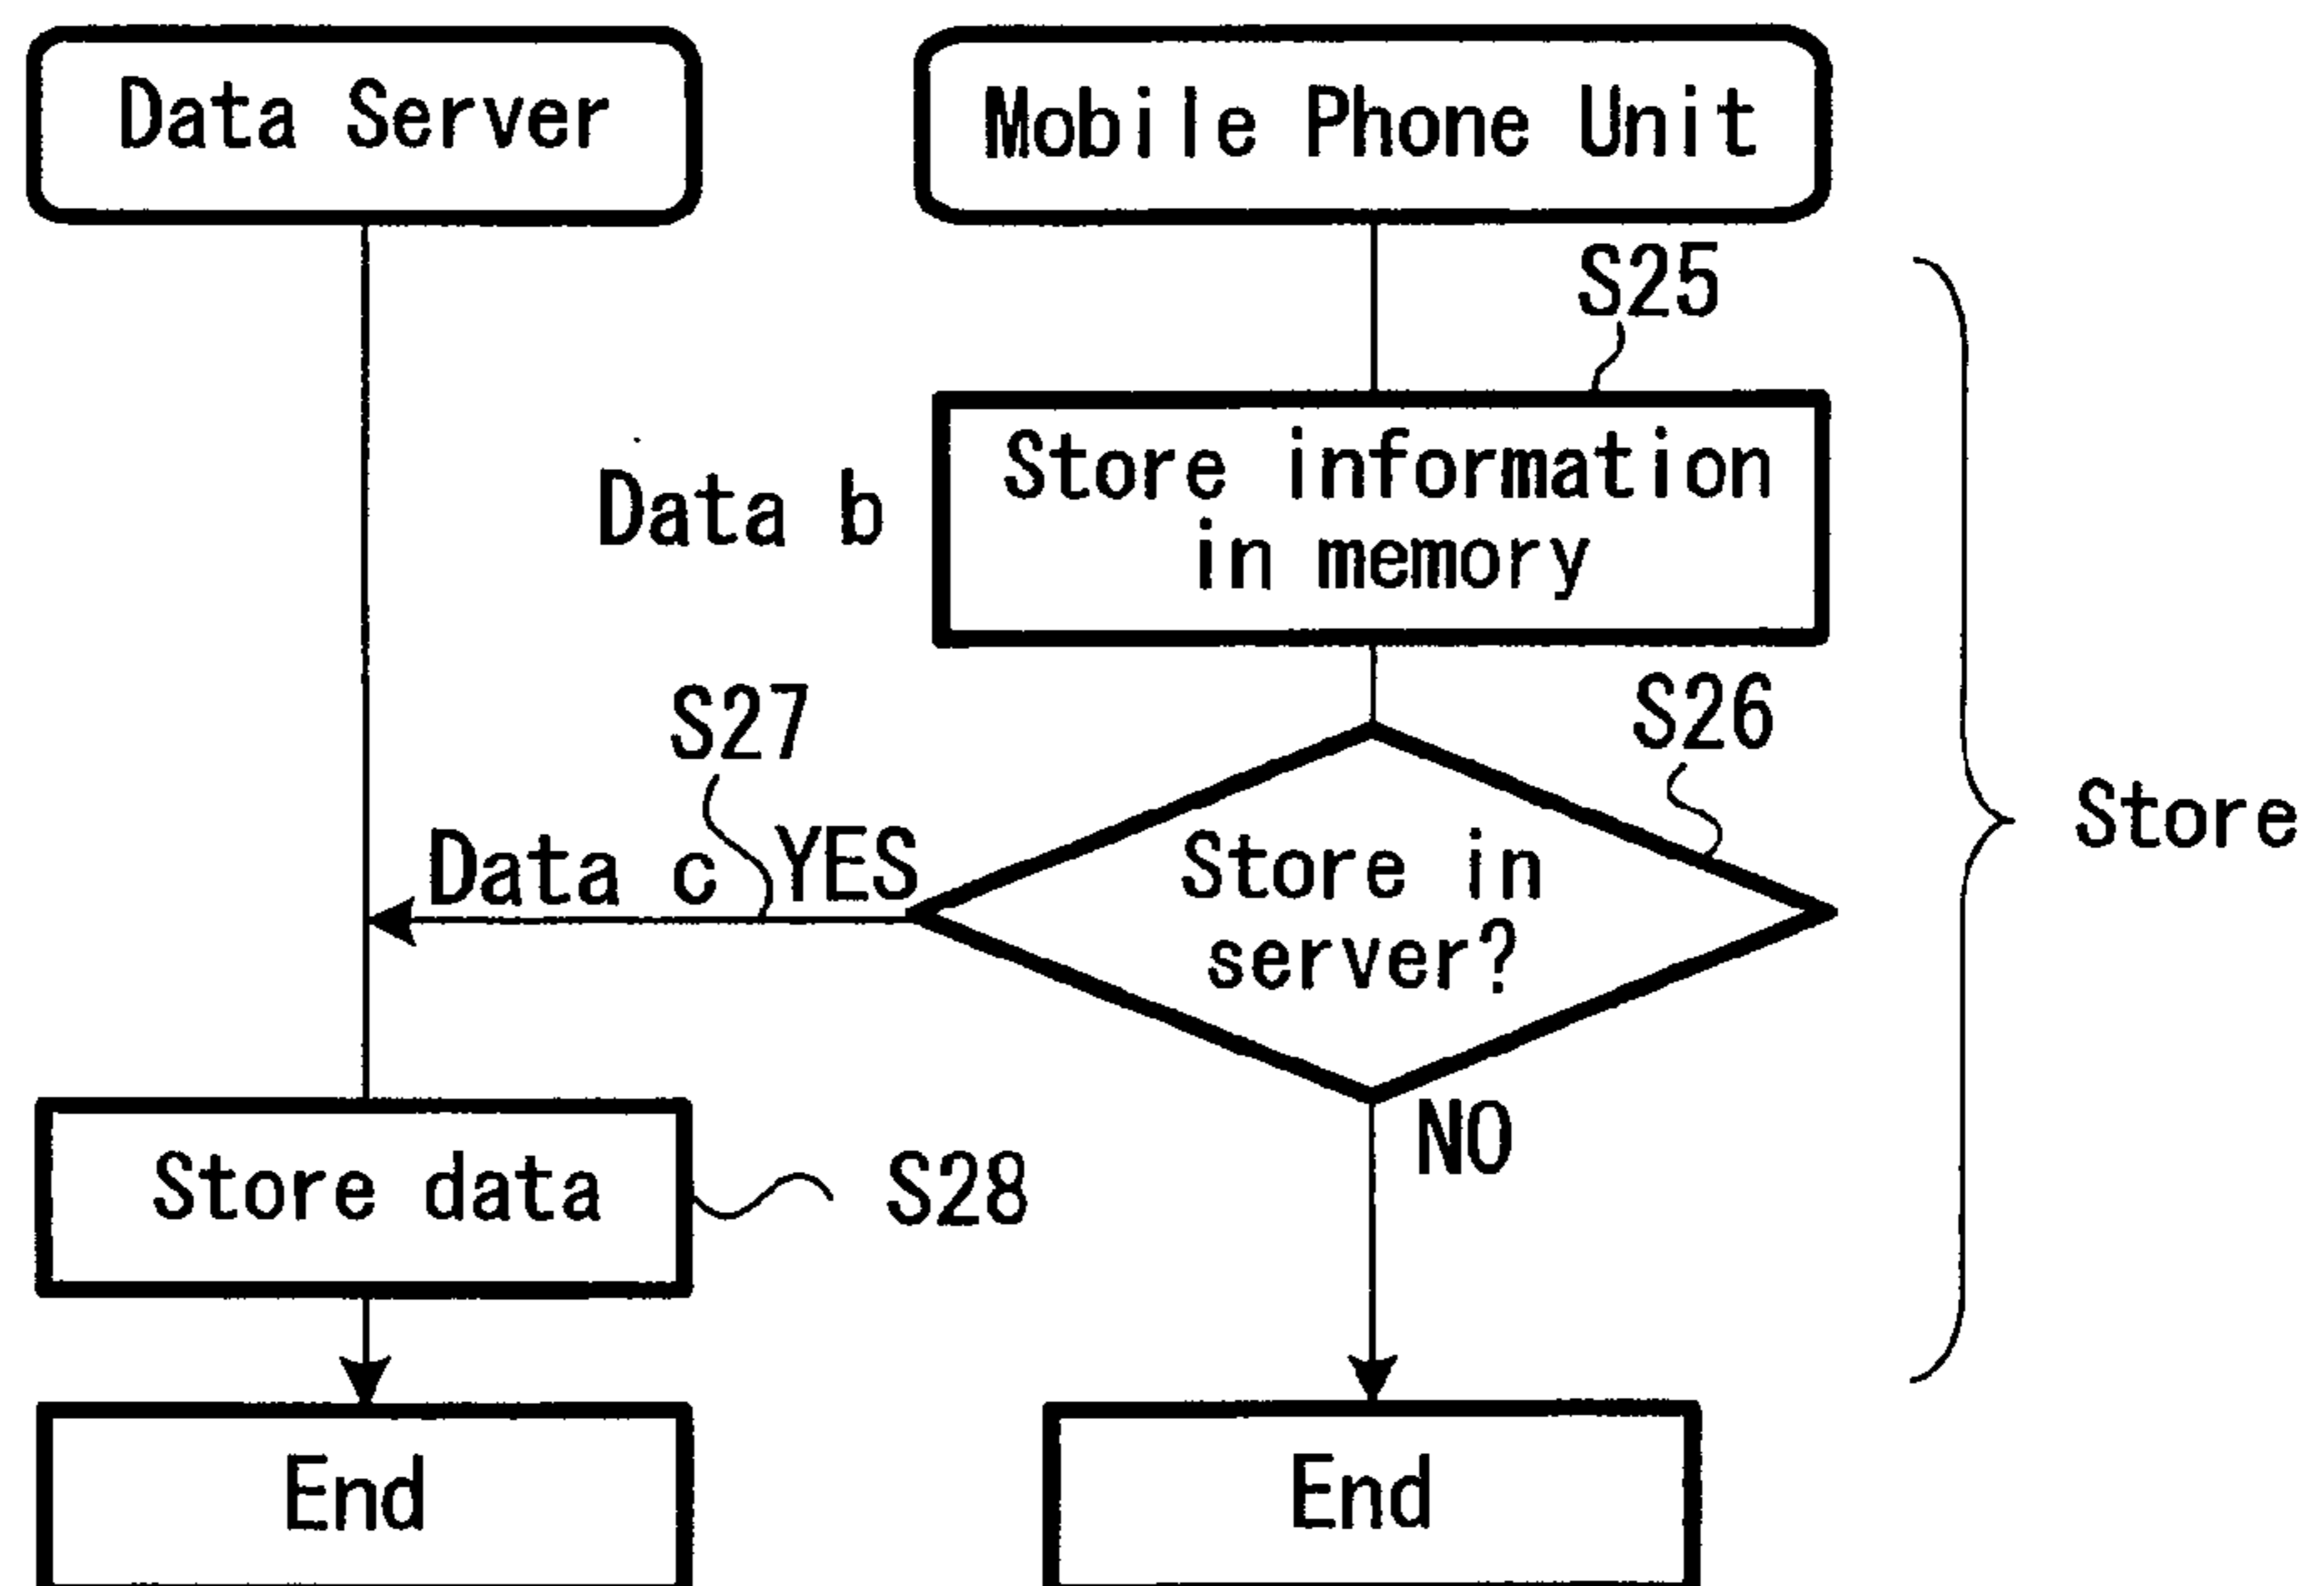 Data Server
Mobile Phone Unit
S25
Store information
in memory
Data b
S27
S26
Data c
YES
Store in
server?
Store
NO
Store data
S28
End
End